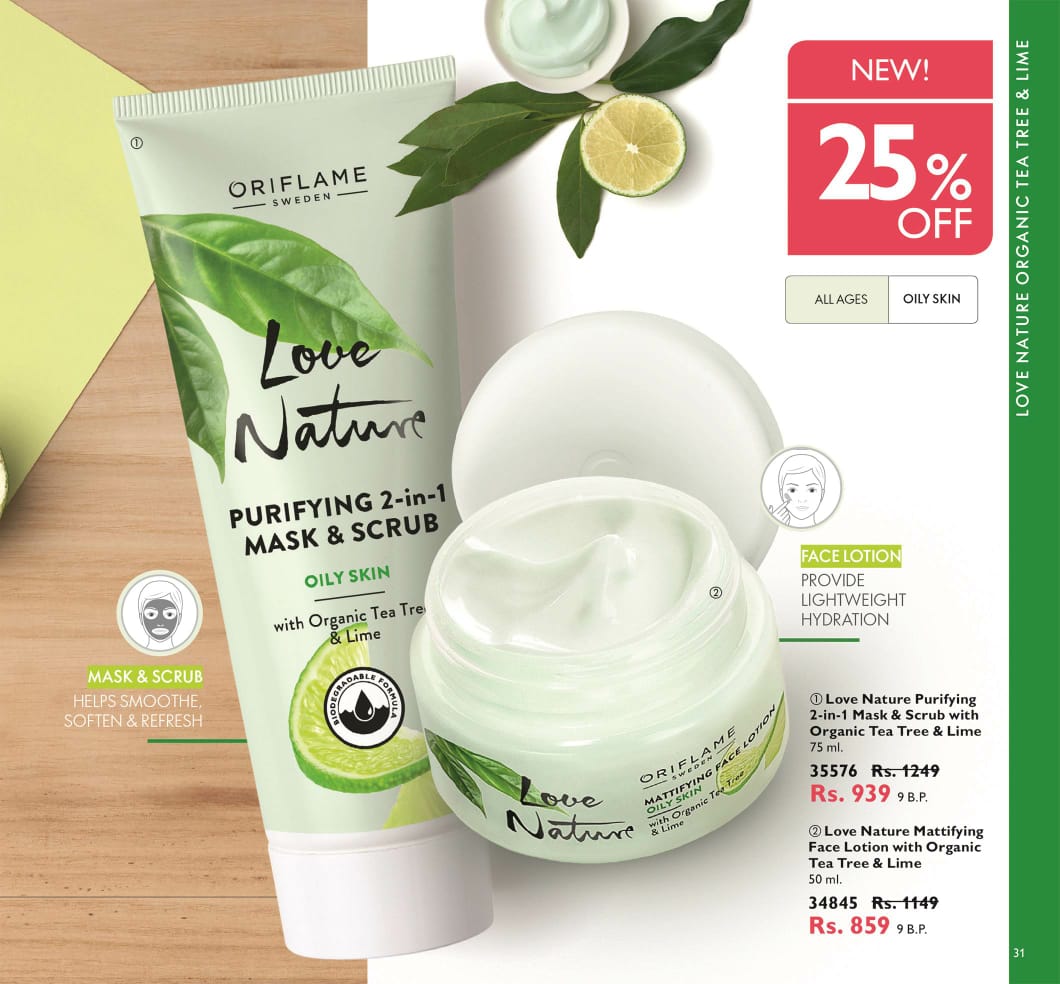 ①
ORIFLAME
SWEDEN
Love
Nature
PURIFYING 2-in-1
MASK & SCRUB
OILY SKIN
with Organic Tea Tree
& Lime
BIODEGRADABLE FORMULA
MASK & SCRUB
HELPS SMOOTHE,
SOFTEN & REFRESH
NEW!
25%
OFF
ALL AGES
OILY SKIN
LOVE NATURE ORGANIC TEA TREE & LIME
FACE LOTION
PROVIDE
LIGHTWEIGHT
HYDRATION
②
ORIFLAME
SWEDEN
Love
Nature
MATTIFYING FACE LOTION
OILY SKIN
with Organic Tea Tree
& Lime
① Love Nature Purifying
2-in-1 Mask & Scrub with
Organic Tea Tree & Lime
75 ml.
35576 Rs. 1249
Rs. 939 9 B.P.
② Love Nature Mattifying
Face Lotion with Organic
Tea Tree & Lime
50 ml.
34845 Rs. 1149
Rs. 859 9 B.P.
31